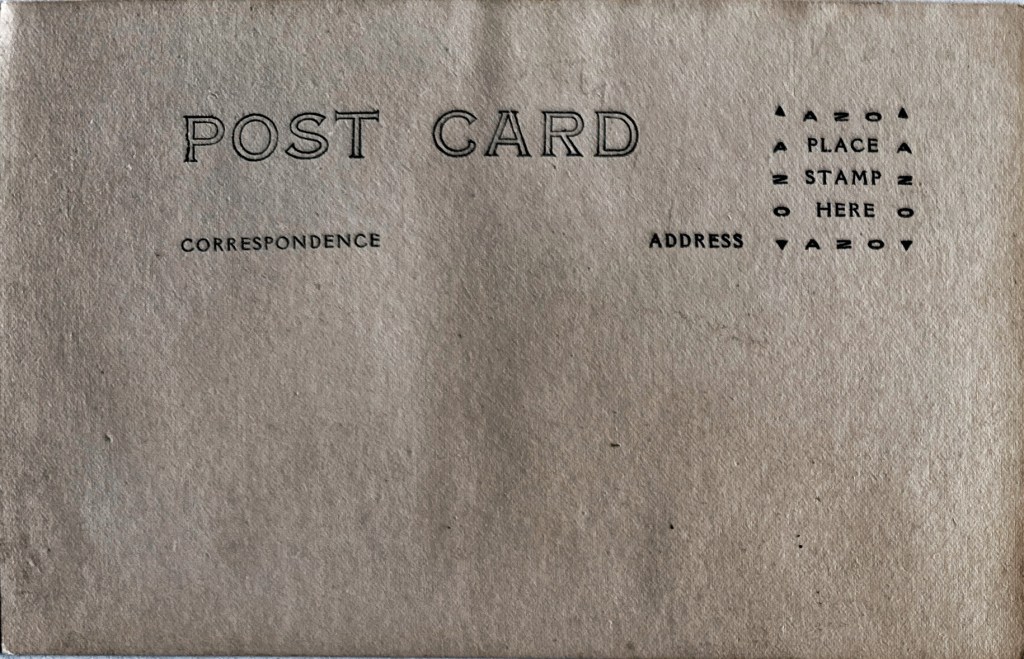 POST CARD
CORRESPONDENCE
ADDRESS
AZO
A PLACE A
Z STAMP Z
O HERE O
AZO